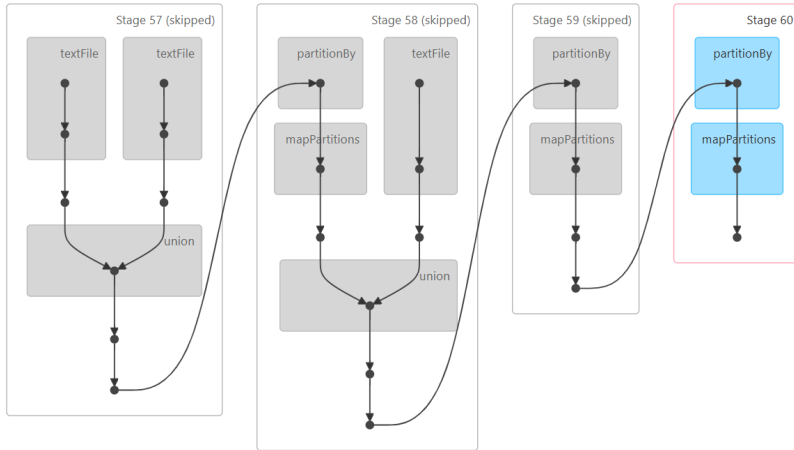 Stage 57 (skipped)
textFile
textFile
union
Stage 58 (skipped)
partitionBy
textFile
mapPartitions
union
Stage 59 (skipped)
partitionBy
mapPartitions
Stage 60
partitionBy
mapPartitions